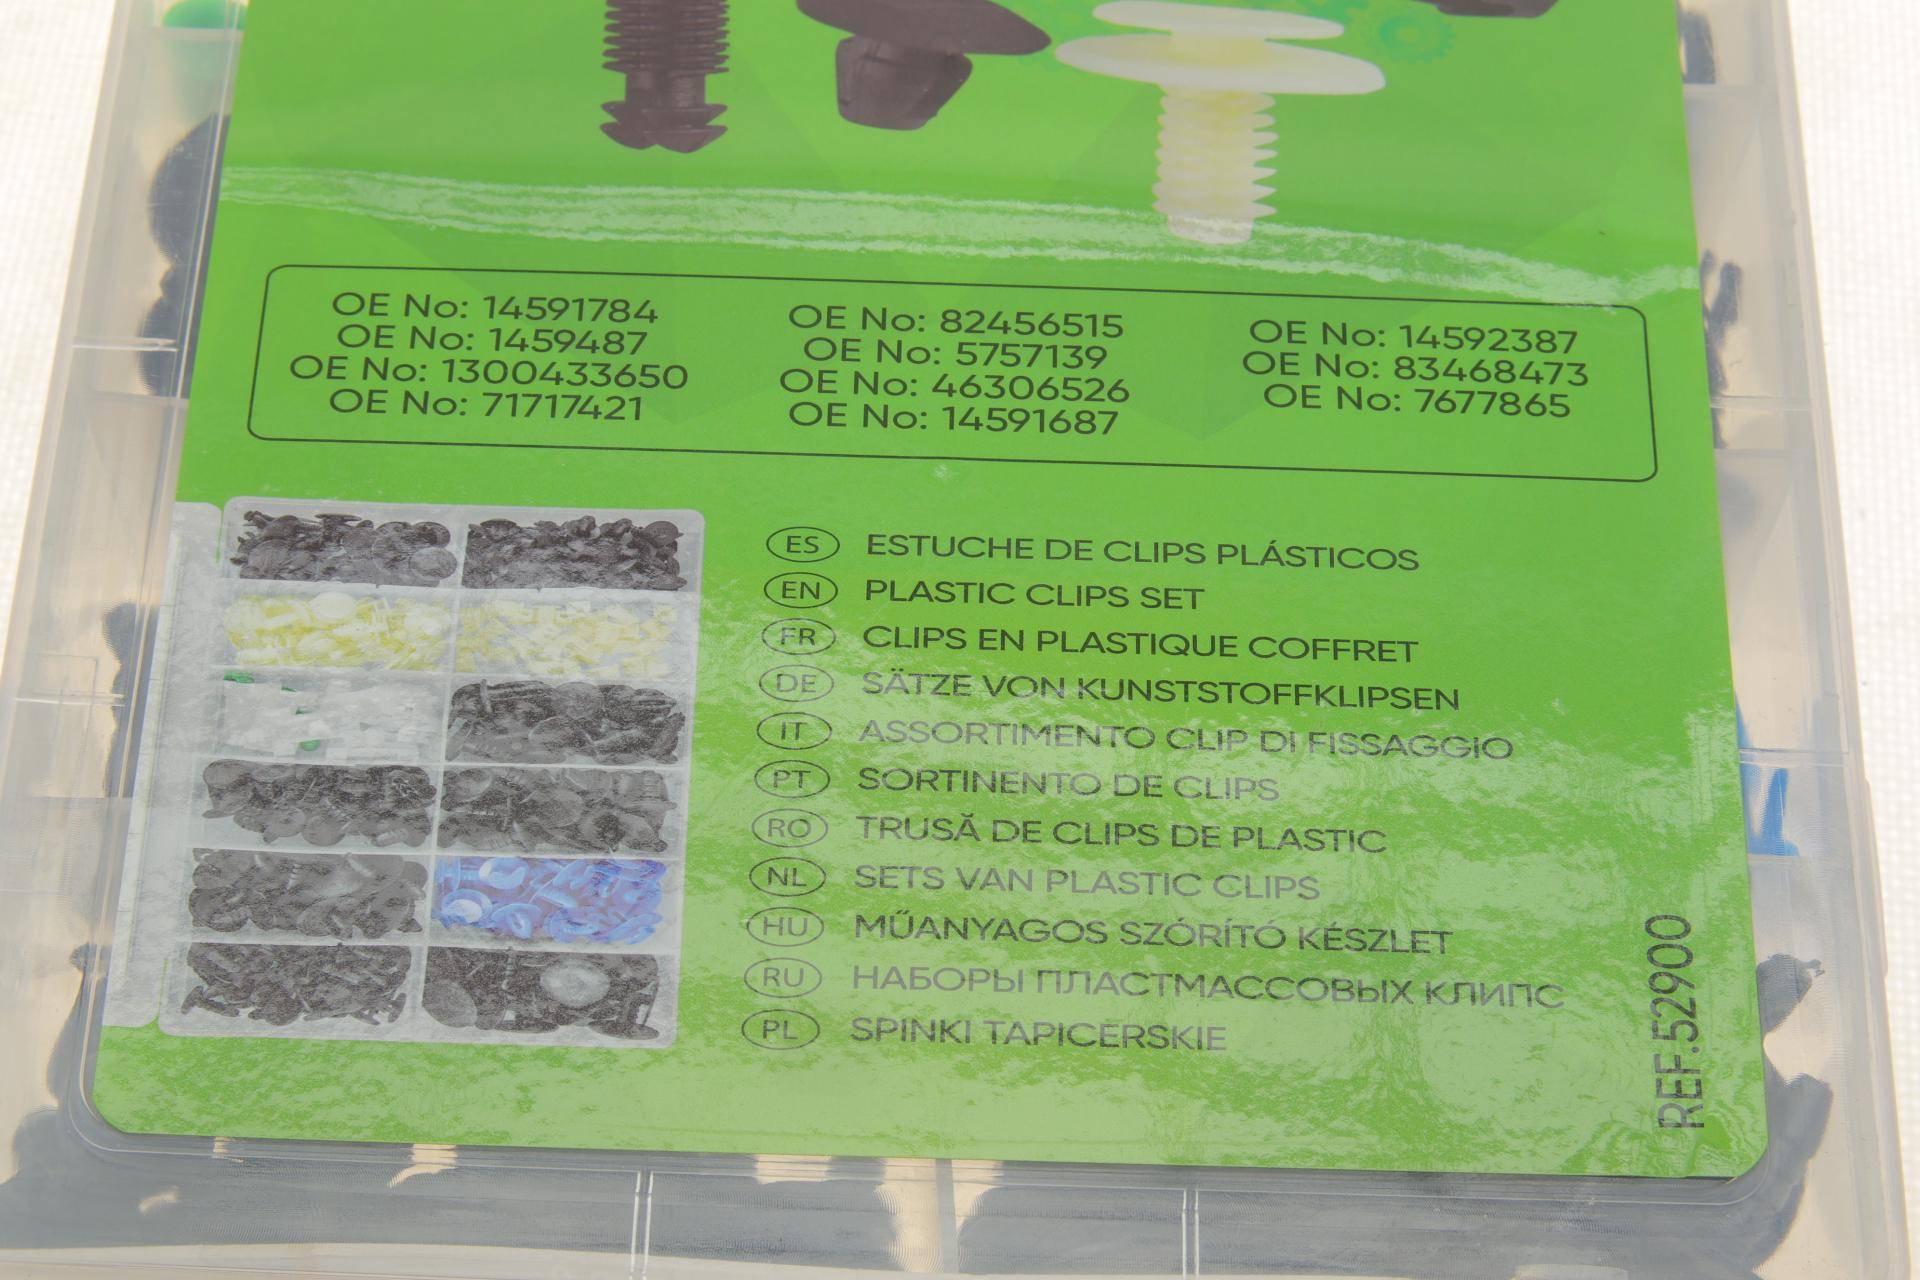 OE No: 14591784
OE No: 1459487
OE No: 1300433650
OE No: 71717421
OE No: 82456515
OE No: 5757139
OE No: 46306526
OE No: 14591687
OE No: 14592387
OE No: 83468473
OE No: 7677865
ES ESTUCHE DE CLIPS PLÁSTICOS
EN PLASTIC CLIPS SET
FR CLIPS EN PLASTIQUE COFFRET
DE SÄTZE VON KUNSTSTOFFKLIPSEN
IT ASSORTIMENTO CLIP DI FISSAGGIO
PT SORTINENTO DE CLIPS
RO TRUSĂ DE CLIPS DE PLASTIC
NL SETS VAN PLASTIC CLIPS
HU MŰANYAGOS SZÓRÍTÓ KÉSZLET
RU НАБОРЫ ПЛАСТМАССОВЫХ КЛИПС
PL SPINKI TAPICERSKIE
REF.52900